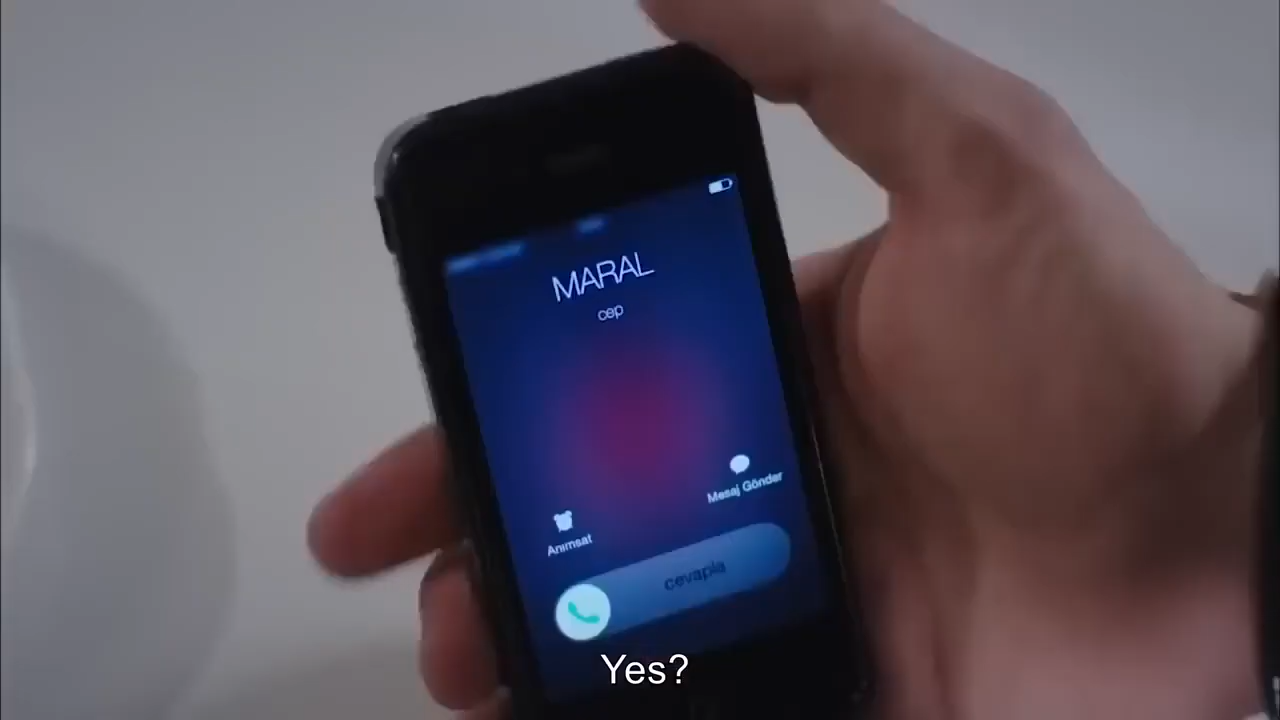 MARAL
cep
Mesaj Gönder
Anımsat
cevapla
Yes?